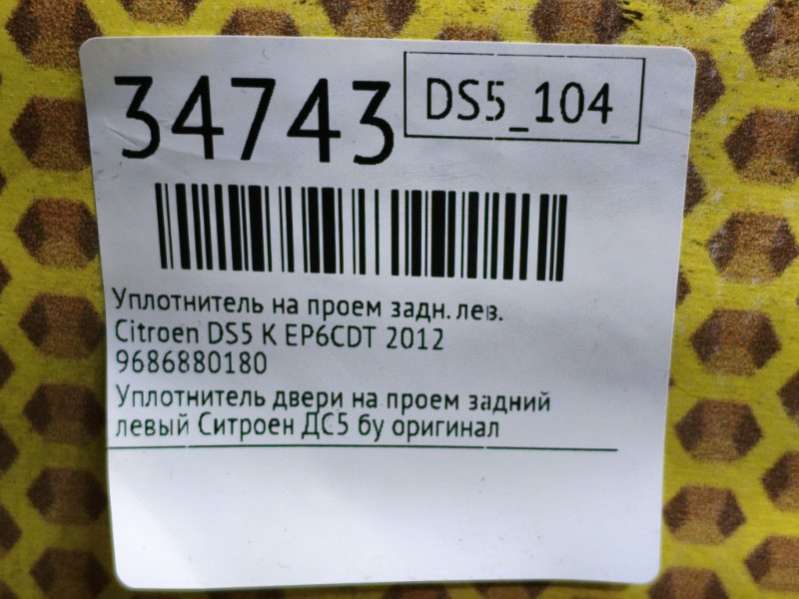 34743
DS5_104
Уплотнитель на проем задн. лев.
Citroen DS5 K EP6CDT 2012
9686880180
Уплотнитель двери на проем задний
левый Ситроен ДС5 бу оригинал